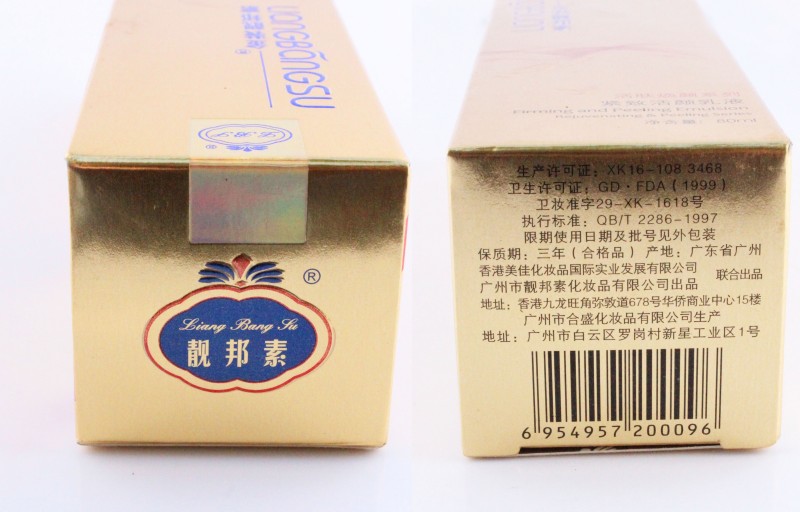 LIANGBANGSU
LBS
®
Liang Bang Su
靓邦素
Firming and Peeling Emulsion
Rejuvenating & Peeling Series
生产许可证：XK16-108 3468
卫生许可证：GD·FDA（1999）
卫妆准字29-XK-1618号
执行标准：QB/T 2286-1997
限期使用日期及批号见外包装
保质期：三年（合格品） 产地：广东省广州
香港美佳化妆品国际实业发展有限公司
广州市靓邦素化妆品有限公司出品
联合出品
地址：香港九龙旺角弥敦道678号华侨商业中心15楼
广州市合盛化妆品有限公司生产
地址：广州市白云区罗岗村新星工业区1号
6 954957 200096